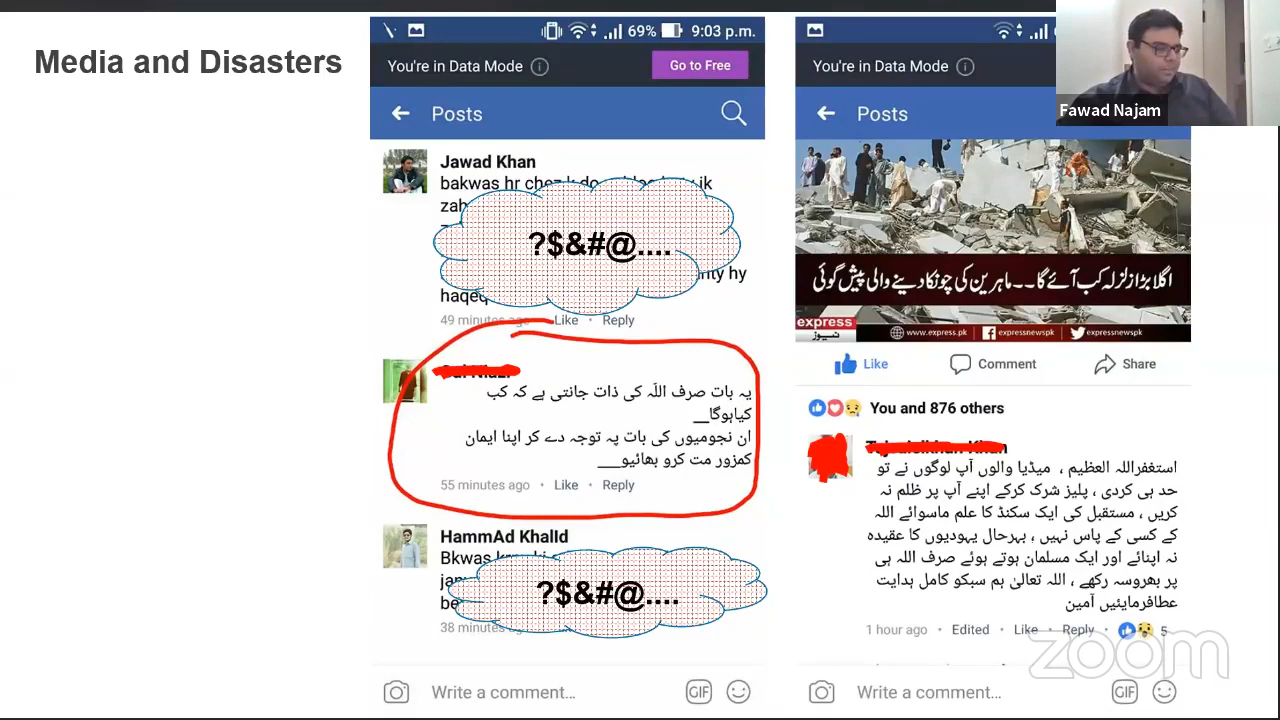 Media and Disasters
69% 9:03 p.m.
You're in Data Mode
Go to Free
Posts
Jawad Khan
bakwas hr chez
?$&#@....
49 minutes ago · Like · Reply
یہ بات صرف اللّہ کی ذات جانتی ہے کہ کب
کیاہوگا__
ان نجومیوں کی بات پہ توجہ دے کر اپنا ایمان
کمزور مت کرو بھائیو___
55 minutes ago · Like · Reply
HammAd KhalId
?$&#@....
38 minutes
Write a comment...
GIF
You're in Data Mode
Posts
اگلا بڑا زلزلہ کب آئے گا۔۔ماہرین کی چونکا دینے والی پیش گوئی
express
نیوز
www.express.pk expressnewspk expressnewspk
Like Comment Share
You and 876 others
استغفراللہ العظیم ، میڈیا والوں آپ لوگوں نے تو
حد ہی کردی ، پلیز شرک کرکے اپنے آپ پر ظلم نہ
کریں ، مستقبل کی ایک سکنڈ کا علم ماسوائے اللہ
کے کسی کے پاس نہیں ، بہرحال یہودیوں کا عقیدہ
نہ اپنائے اور ایک مسلمان ہوتے ہوئے صرف اللہ ہی
پر بھروسہ رکھے ، اللہ تعالیٰ ہم سبکو کامل ہدایت
عطافرمائیں آمین
1 hour ago · Edited · Like · Reply · 5
Write a comment...
GIF
Fawad Najam
zoom